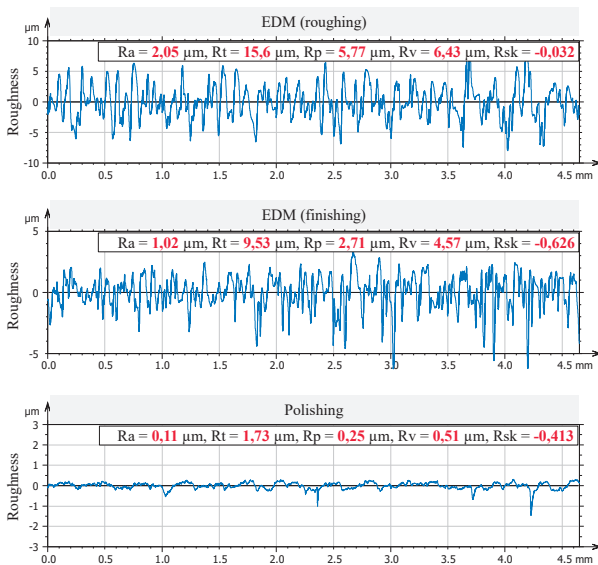 EDM (roughing)
µm
Ra = 2,05 µm, Rt = 15,6 µm, Rp = 5,77 µm, Rv = 6,43 µm, Rsk = -0,032
10
5
0
-5
-10
Roughness
0.0 0.5 1.0 1.5 2.0 2.5 3.0 3.5 4.0 4.5 mm
EDM (finishing)
µm
Ra = 1,02 µm, Rt = 9,53 µm, Rp = 2,71 µm, Rv = 4,57 µm, Rsk = -0,626
5
0
-5
Roughness
0.0 0.5 1.0 1.5 2.0 2.5 3.0 3.5 4.0 4.5 mm
Polishing
µm
Ra = 0,11 µm, Rt = 1,73 µm, Rp = 0,25 µm, Rv = 0,51 µm, Rsk = -0,413
3
2
1
0
-1
-2
-3
Roughness
0.0 0.5 1.0 1.5 2.0 2.5 3.0 3.5 4.0 4.5 mm